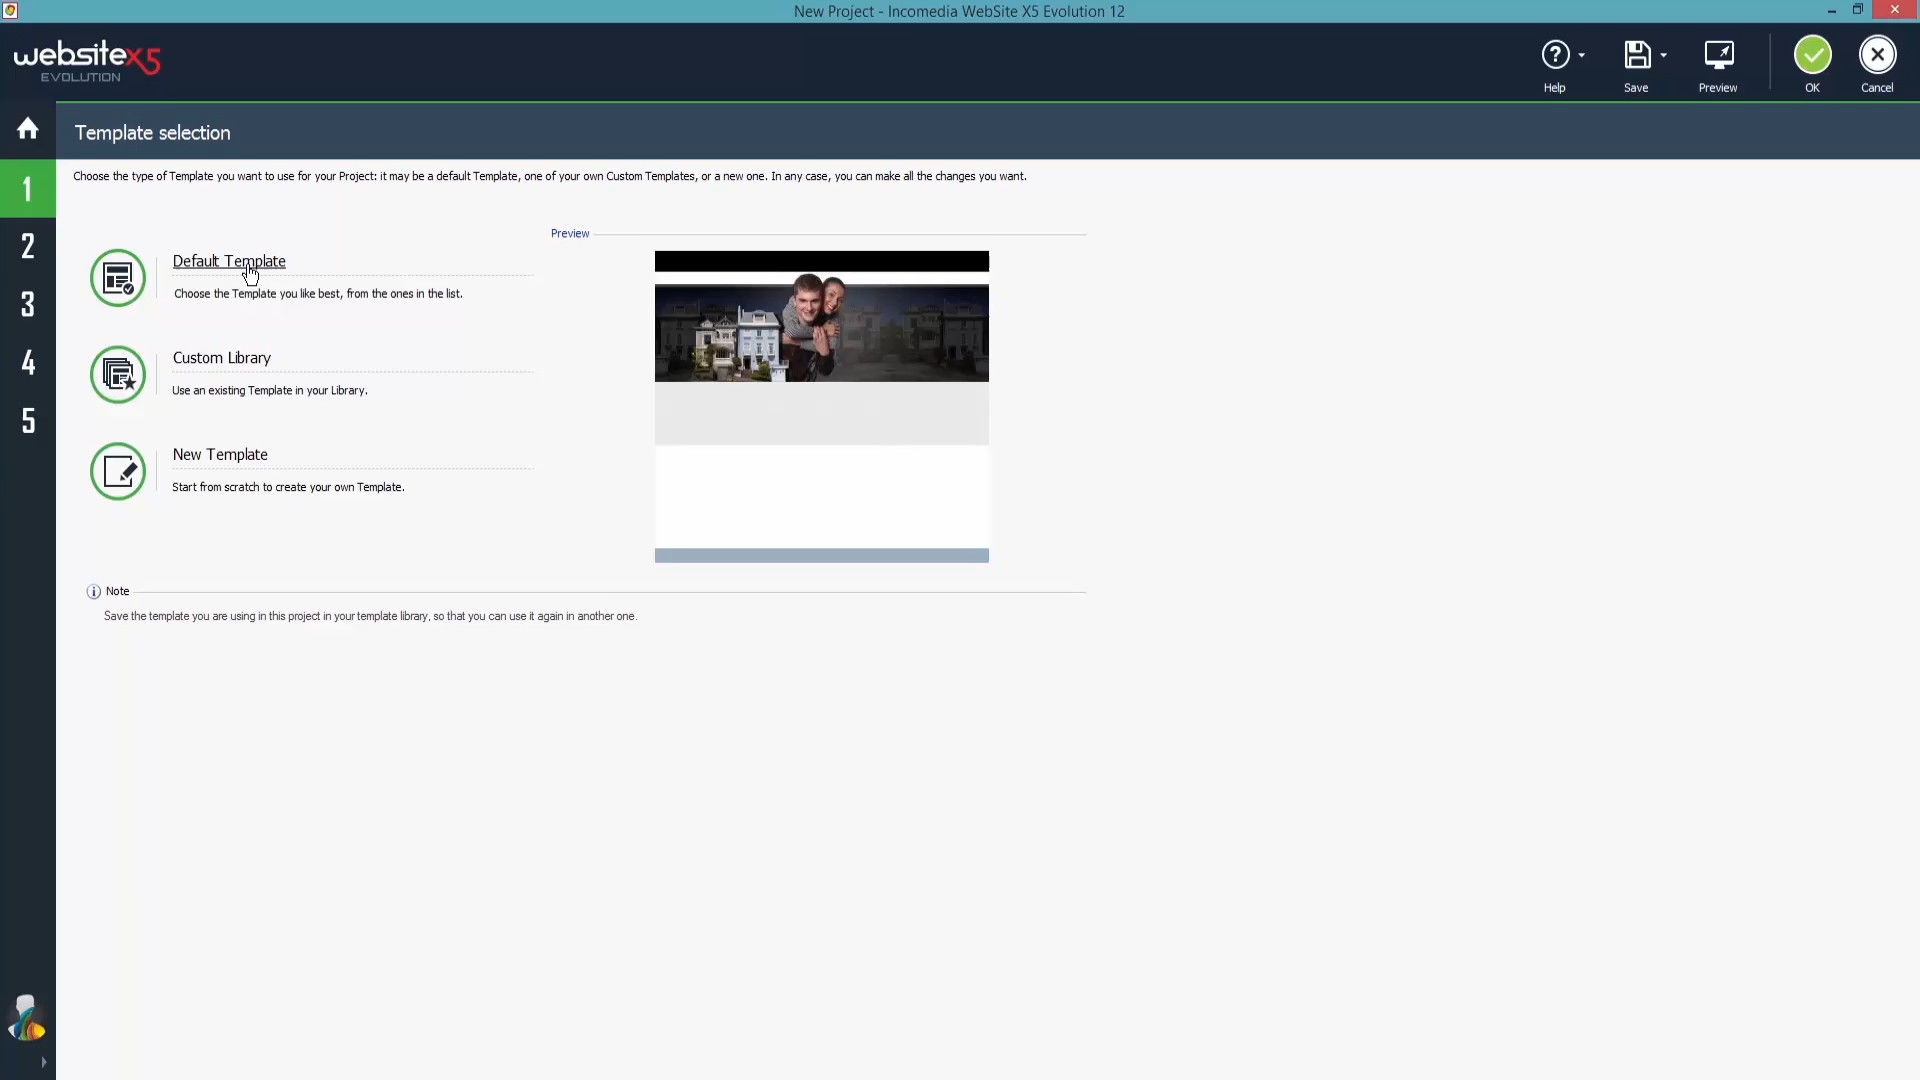 New Project - Incomedia WebSite X5 Evolution 12
websitex5
EVOLUTION
Help
Save
Preview
OK
Cancel
Template selection
1
2
3
4
5
Choose the type of Template you want to use for your Project: it may be a default Template, one of your own Custom Templates, or a new one. In any case, you can make all the changes you want.
Default Template
Choose the Template you like best, from the ones in the list.
Custom Library
Use an existing Template in your Library.
New Template
Start from scratch to create your own Template.
Preview
Note
Save the template you are using in this project in your template library, so that you can use it again in another one.